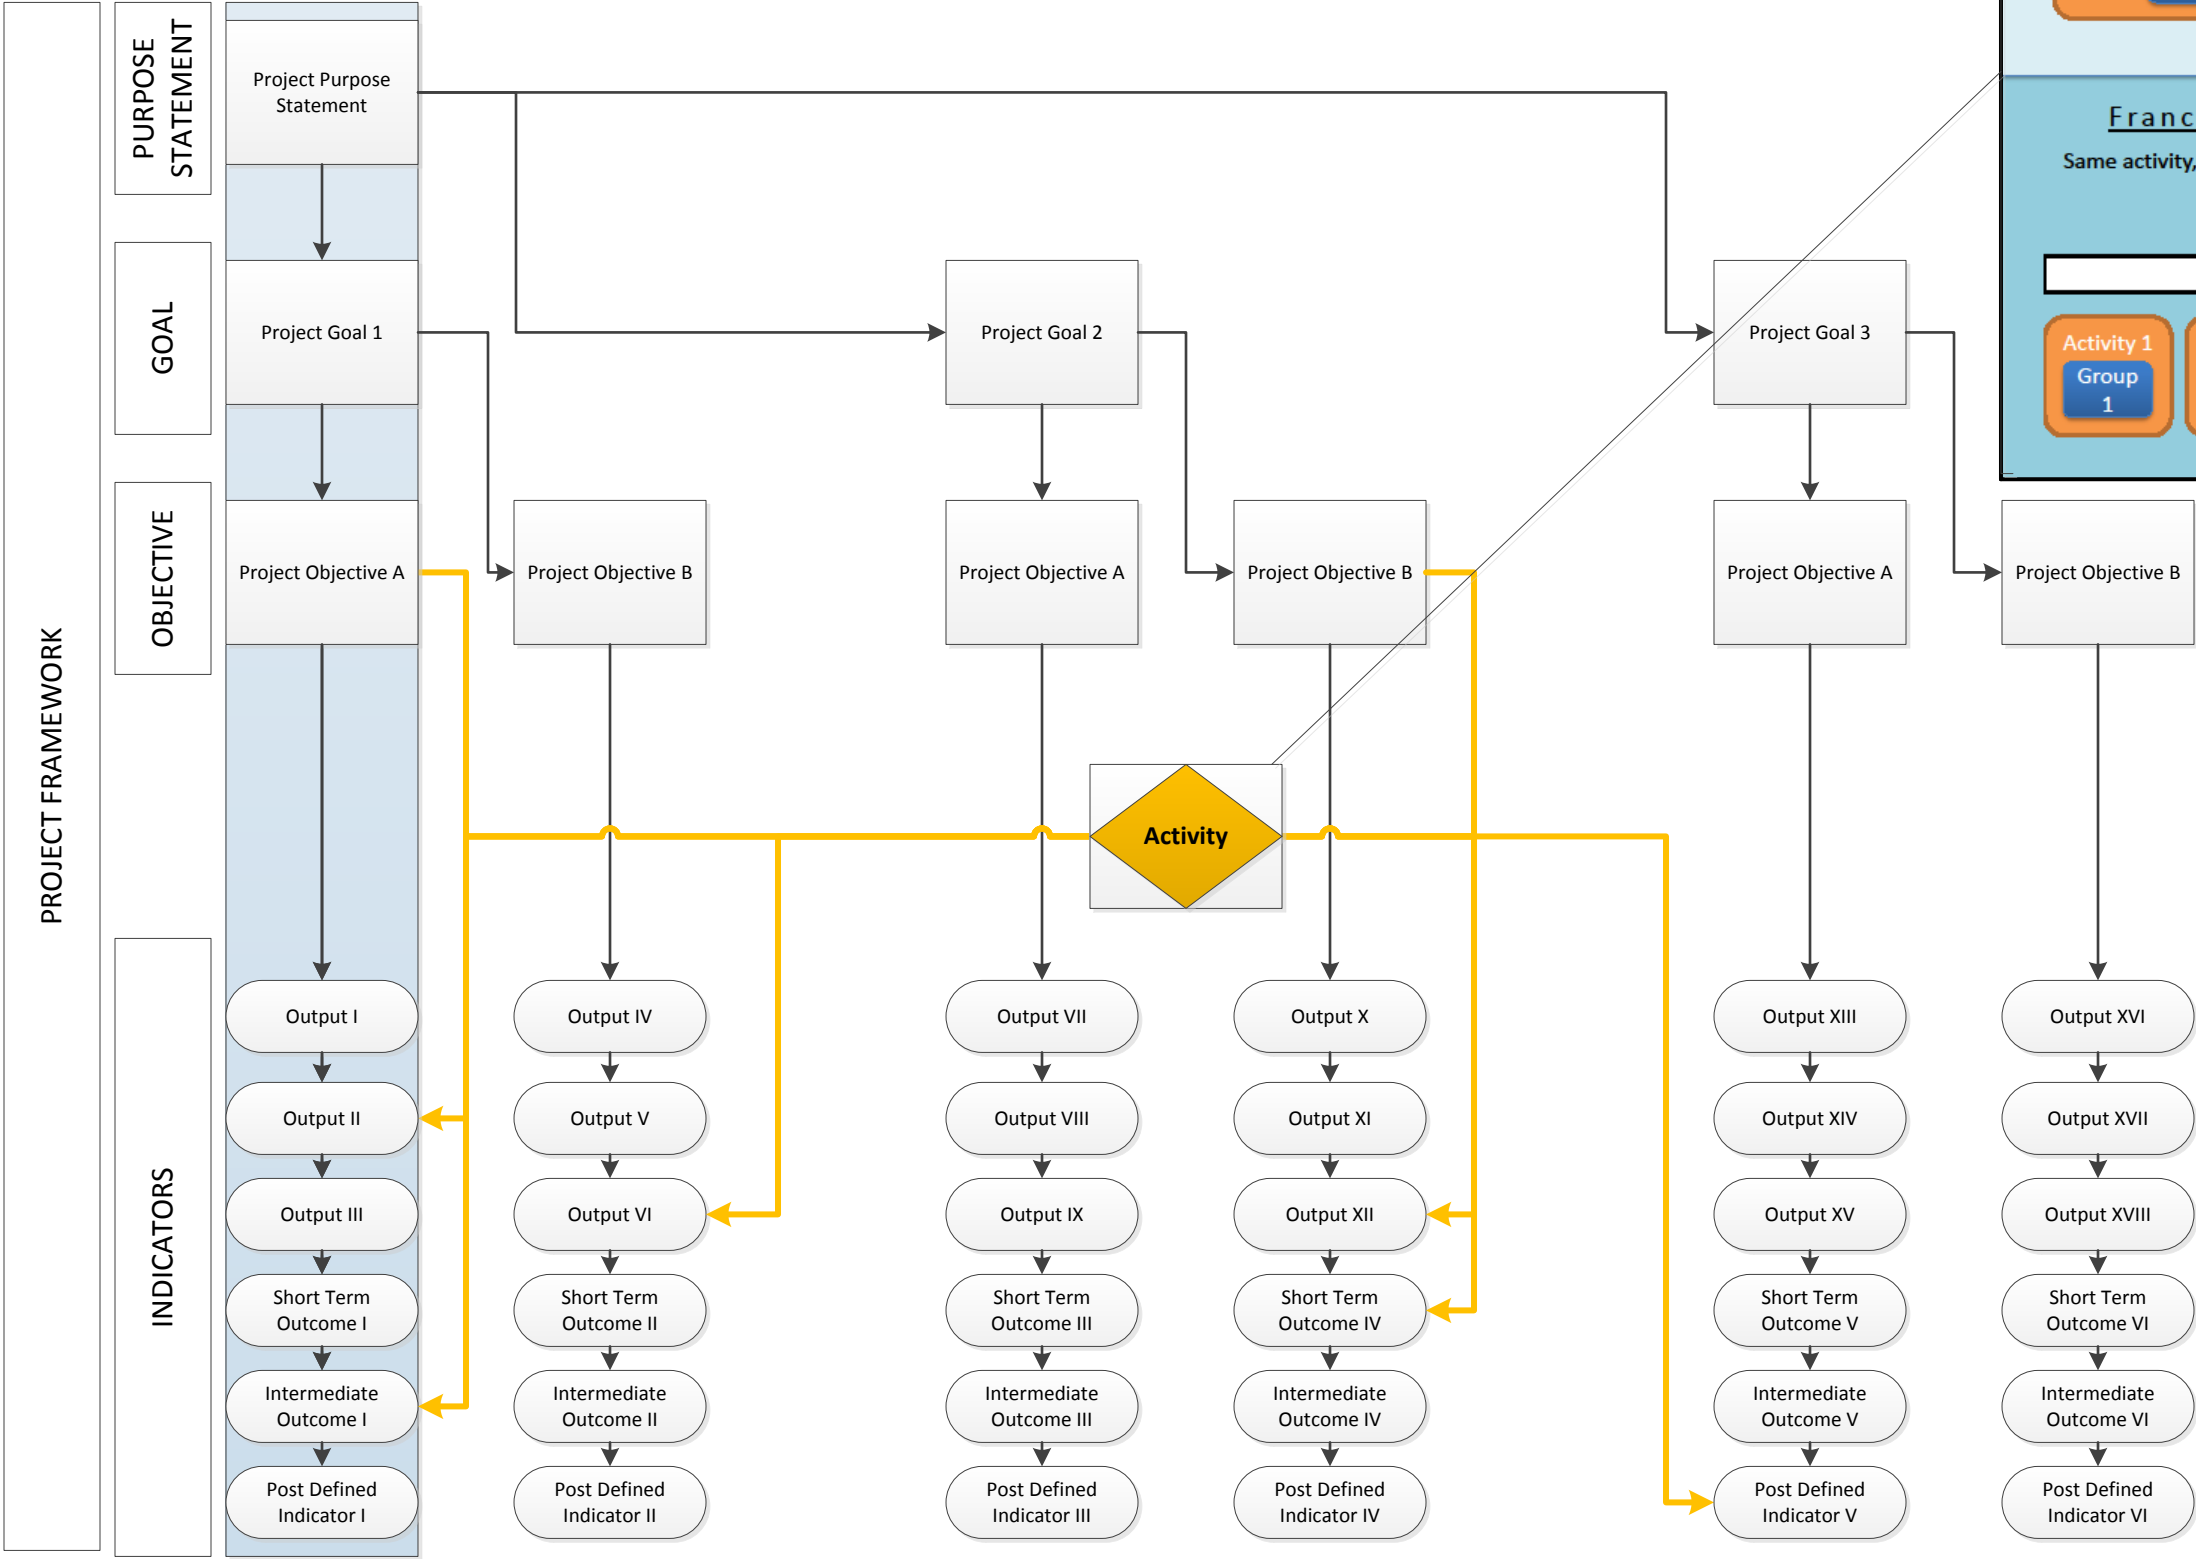 PROJECT FRAMEWORK
PURPOSE
STATEMENT
GOAL
OBJECTIVE
INDICATORS
Project Purpose
Statement
Project Goal 1
Project Goal 2
Project Goal 3
Project Objective A
Project Objective B
Project Objective A
Project Objective B
Project Objective A
Project Objective B
Activity
Output I
Output II
Output III
Short Term
Outcome I
Intermediate
Outcome I
Post Defined
Indicator I
Output IV
Output V
Output VI
Short Term
Outcome II
Intermediate
Outcome II
Post Defined
Indicator II
Output VII
Output VIII
Output IX
Short Term
Outcome III
Intermediate
Outcome III
Post Defined
Indicator III
Output X
Output XI
Output XII
Short Term
Outcome IV
Intermediate
Outcome IV
Post Defined
Indicator IV
Output XIII
Output XIV
Output XV
Short Term
Outcome V
Intermediate
Outcome V
Post Defined
Indicator V
Output XVI
Output XVII
Output XVIII
Short Term
Outcome VI
Intermediate
Outcome VI
Post Defined
Indicator VI
Franc
Same activity,
Activity 1
Group
1